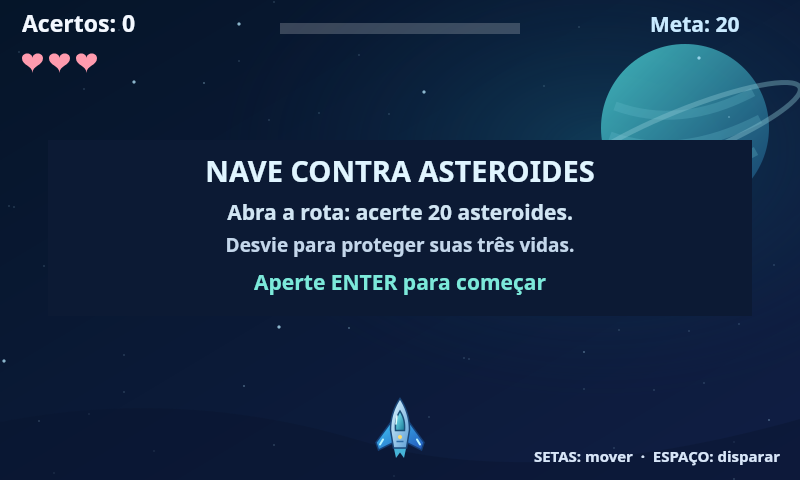 Acertos: 0
Meta: 20
NAVE CONTRA ASTEROIDES
Abra a rota: acerte 20 asteroides.
Desvie para proteger suas três vidas.
Aperte ENTER para começar
SETAS: mover · ESPAÇO: disparar